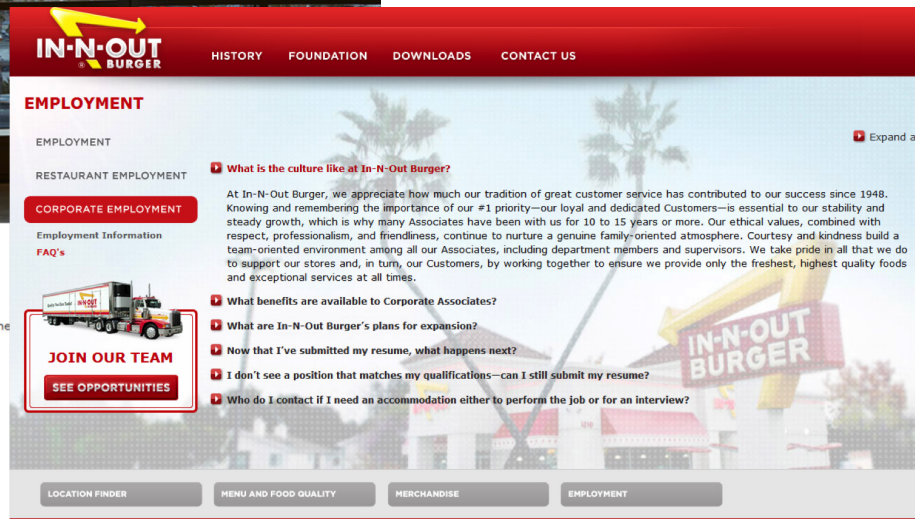 IN-N-OUT
BURGER
HISTORY FOUNDATION DOWNLOADS CONTACT US
EMPLOYMENT
Expand a
EMPLOYMENT
RESTAURANT EMPLOYMENT
CORPORATE EMPLOYMENT
Employment Information
FAQ's
JOIN OUR TEAM
SEE OPPORTUNITIES
What is the culture like at In-N-Out Burger?
At In-N-Out Burger, we appreciate how much our tradition of great customer service has contributed to our success since 1948.
Knowing and remembering the importance of our #1 priority—our loyal and dedicated Customers—is essential to our stability and
steady growth, which is why many Associates have been with us for 10 to 15 years or more. Our ethical values, combined with
respect, professionalism, and friendliness, continue to nurture a genuine family-oriented atmosphere. Courtesy and kindness build a
team-oriented environment among all our Associates, including department members and supervisors. We take pride in all that we do
to support our stores and, in turn, our Customers, by working together to ensure we provide only the freshest, highest quality foods
and exceptional services at all times.
What benefits are available to Corporate Associates?
What are In-N-Out Burger's plans for expansion?
Now that I've submitted my resume, what happens next?
I don't see a position that matches my qualifications—can I still submit my resume?
Who do I contact if I need an accommodation either to perform the job or for an interview?
IN-N-OUT
BURGER
LOCATION FINDER
MENU AND FOOD QUALITY
MERCHANDISE
EMPLOYMENT